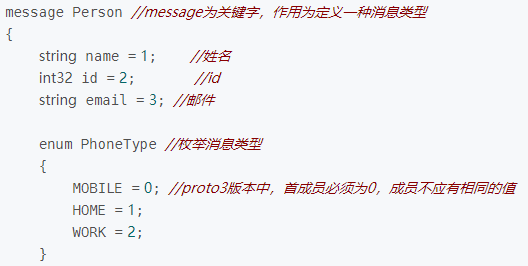 message Person //message为关键字，作用为定义一种消息类型
{
    string name = 1;    //姓名
    int32 id = 2;       //id
    string email = 3; //邮件
    enum PhoneType //枚举消息类型
    {
        MOBILE = 0; //proto3版本中，首成员必须为0，成员不应有相同的值
        HOME = 1;
        WORK = 2;
    }